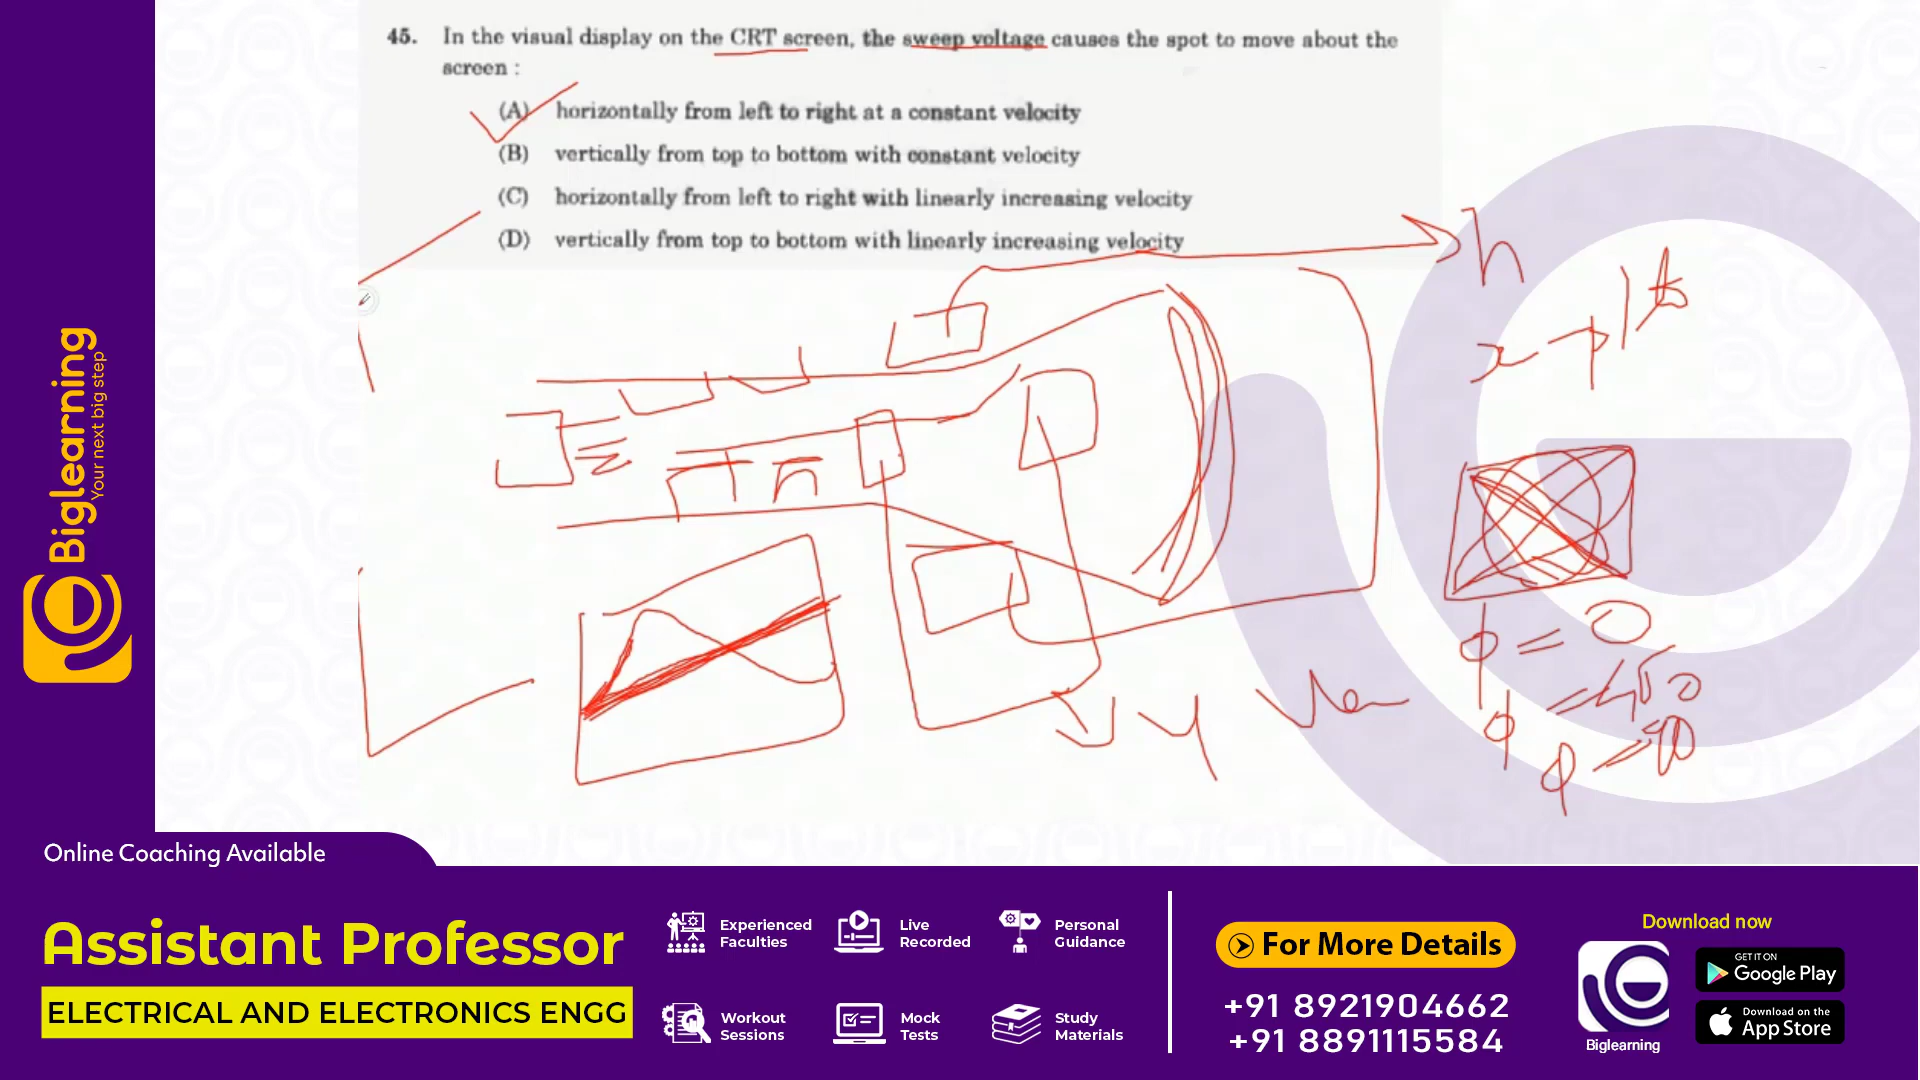 45. In the visual display on the CRT screen, the sweep voltage causes the spot to move about the
screen :
(A) horizontally from left to right at a constant velocity
(B) vertically from top to bottom with constant velocity
(C) horizontally from left to right with linearly increasing velocity
(D) vertically from top to bottom with linearly increasing velocity
h
y
ϕ = 0
Biglearning
Your next big step
Online Coaching Available
Assistant Professor
ELECTRICAL AND ELECTRONICS ENGG
Experienced
Faculties
Live
Recorded
Personal
Guidance
Workout
Sessions
Mock
Tests
Study
Materials
For More Details
+91 8921904662
+91 8891115584
Download now
Biglearning
GET IT ON
Google Play
Download on the
App Store